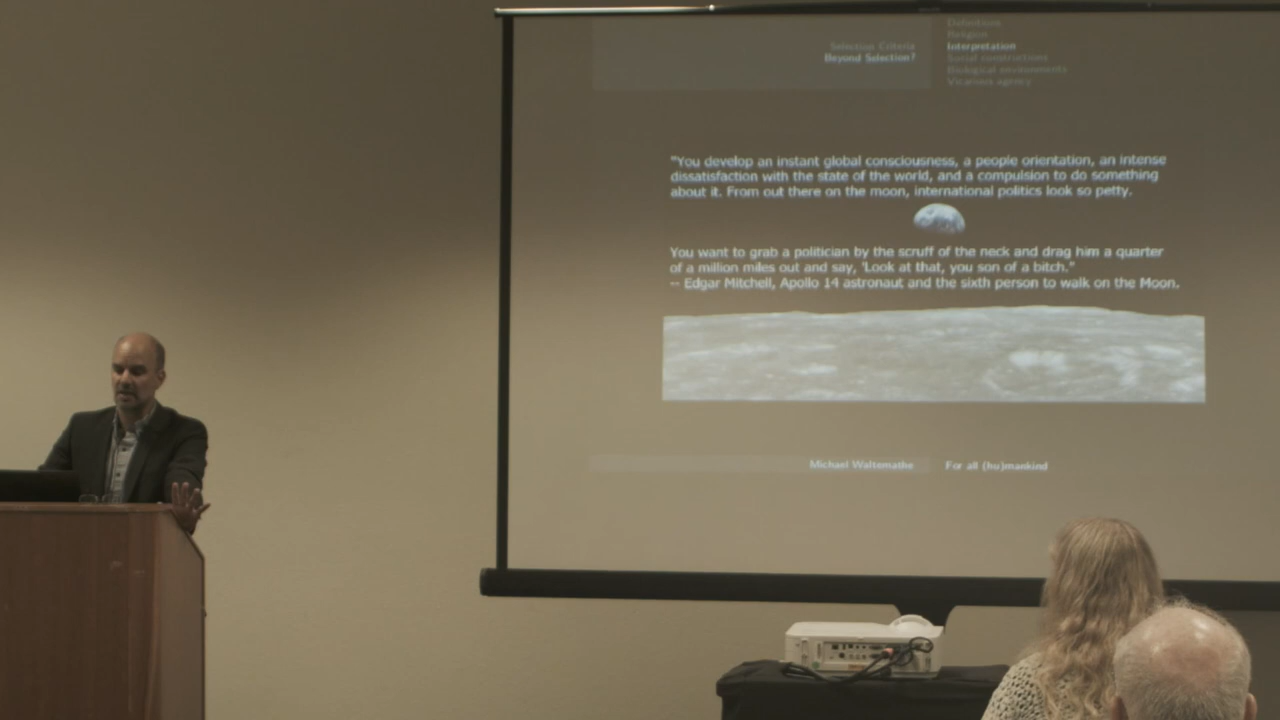 Definitions
Religion
Selection Criteria
Interpretation
Beyond Selection?
Social constructions
Biological environments
Vicarious agency
"You develop an instant global consciousness, a people orientation, an intense
dissatisfaction with the state of the world, and a compulsion to do something
about it. From out there on the moon, international politics look so petty.
You want to grab a politician by the scruff of the neck and drag him a quarter
of a million miles out and say, 'Look at that, you son of a bitch."
-- Edgar Mitchell, Apollo 14 astronaut and the sixth person to walk on the Moon.
Michael Waltemathe
For all (hu)mankind